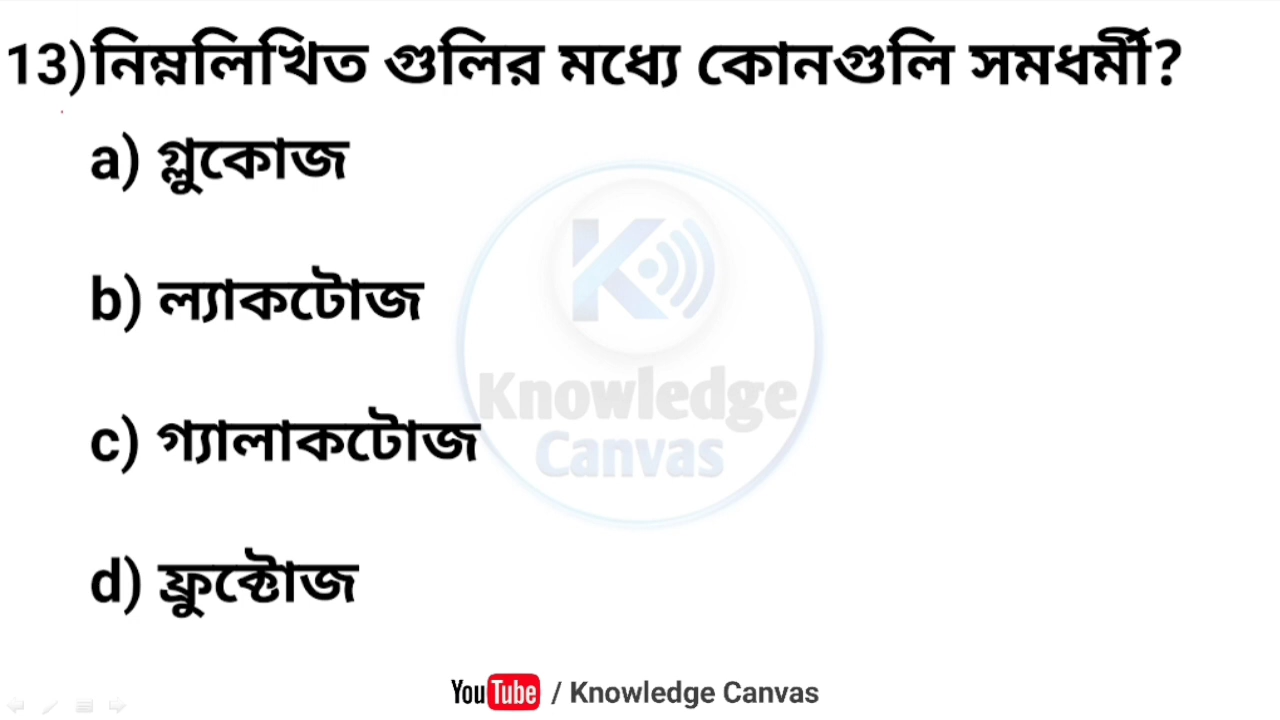 13)নিম্নলিখিত গুলির মধ্যে কোনগুলি সমধর্মী?
a) গ্লুকোজ
b) ল্যাকটোজ
Knowledge
Canvas
c) গ্যালাকটোজ
d) ফ্রুক্টোজ
YouTube / Knowledge Canvas